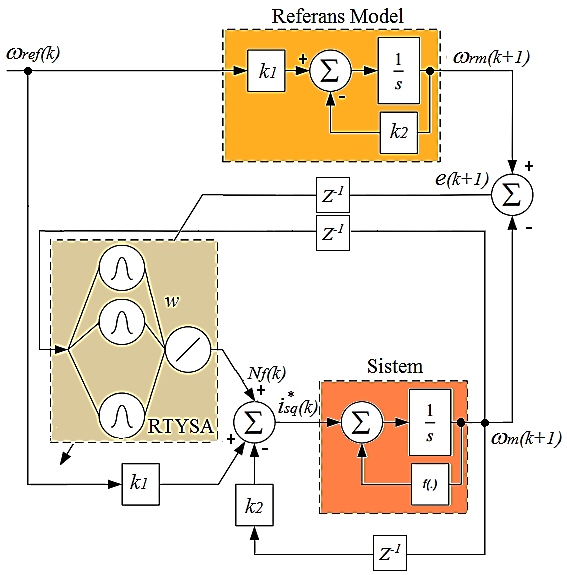 Referans Model
ωref(k)
k1
+
Σ
-
1
s
ωrm(k+1)
k2
+
e(k+1)
Z-1
Σ
-
Z-1
w
Sistem
Nf(k)
+
i*sq(k)
RTYSA
+
Σ
-
Σ
1
s
ωm(k+1)
f(.)
k1
k2
Z-1